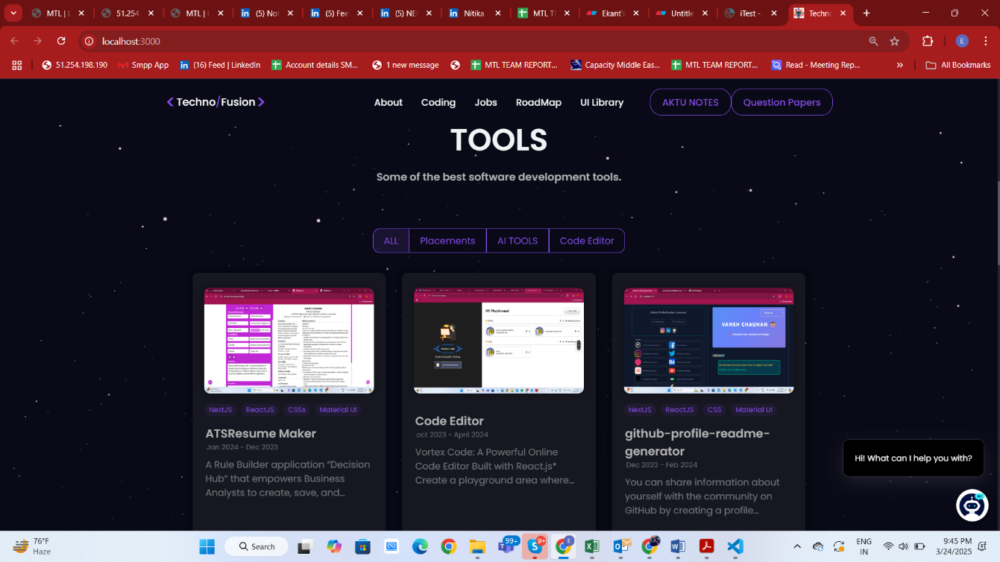 MTL | U
51.254
MTL | U
(5) Not
(5) Fee
(5) NE
Nitika
MTL T
Ekant's
Untitle
iTest -
Techno
localhost:3000
E
51.254.198.190
Smpp App
(16) Feed | LinkedIn
Account details SM...
1 new message
MTL TEAM REPORT...
Capacity Middle Eas...
MTL TEAM REPORT...
Read - Meeting Rep...
All Bookmarks
Techno/Fusion
About
Coding
Jobs
RoadMap
UI Library
AKTU NOTES
Question Papers
TOOLS
Some of the best software development tools.
ALL
Placements
AI TOOLS
Code Editor
VANSH CHAUHAN
NextJS
ReactJS
CSSs
Material UI
ATSResume Maker
Jan 2024 - Dec 2023
A Rule Builder application “Decision
Hub” that empowers Business
Analysts to create, save, and...
Code Editor
oct 2023 - April 2024
Vortex Code: A Powerful Online
Code Editor Built with React.js*
Create a playground area where...
NextJS
ReactJS
CSS
Material UI
github-profile-readme-
generator
Dec 2023 - Feb 2024
You can share information about
yourself with the community on
GitHub by creating a profile...
Hi! What can I help you with?
76°F
Haze
Search
99+
9+
ENG
IN
9:45 PM
3/24/2025